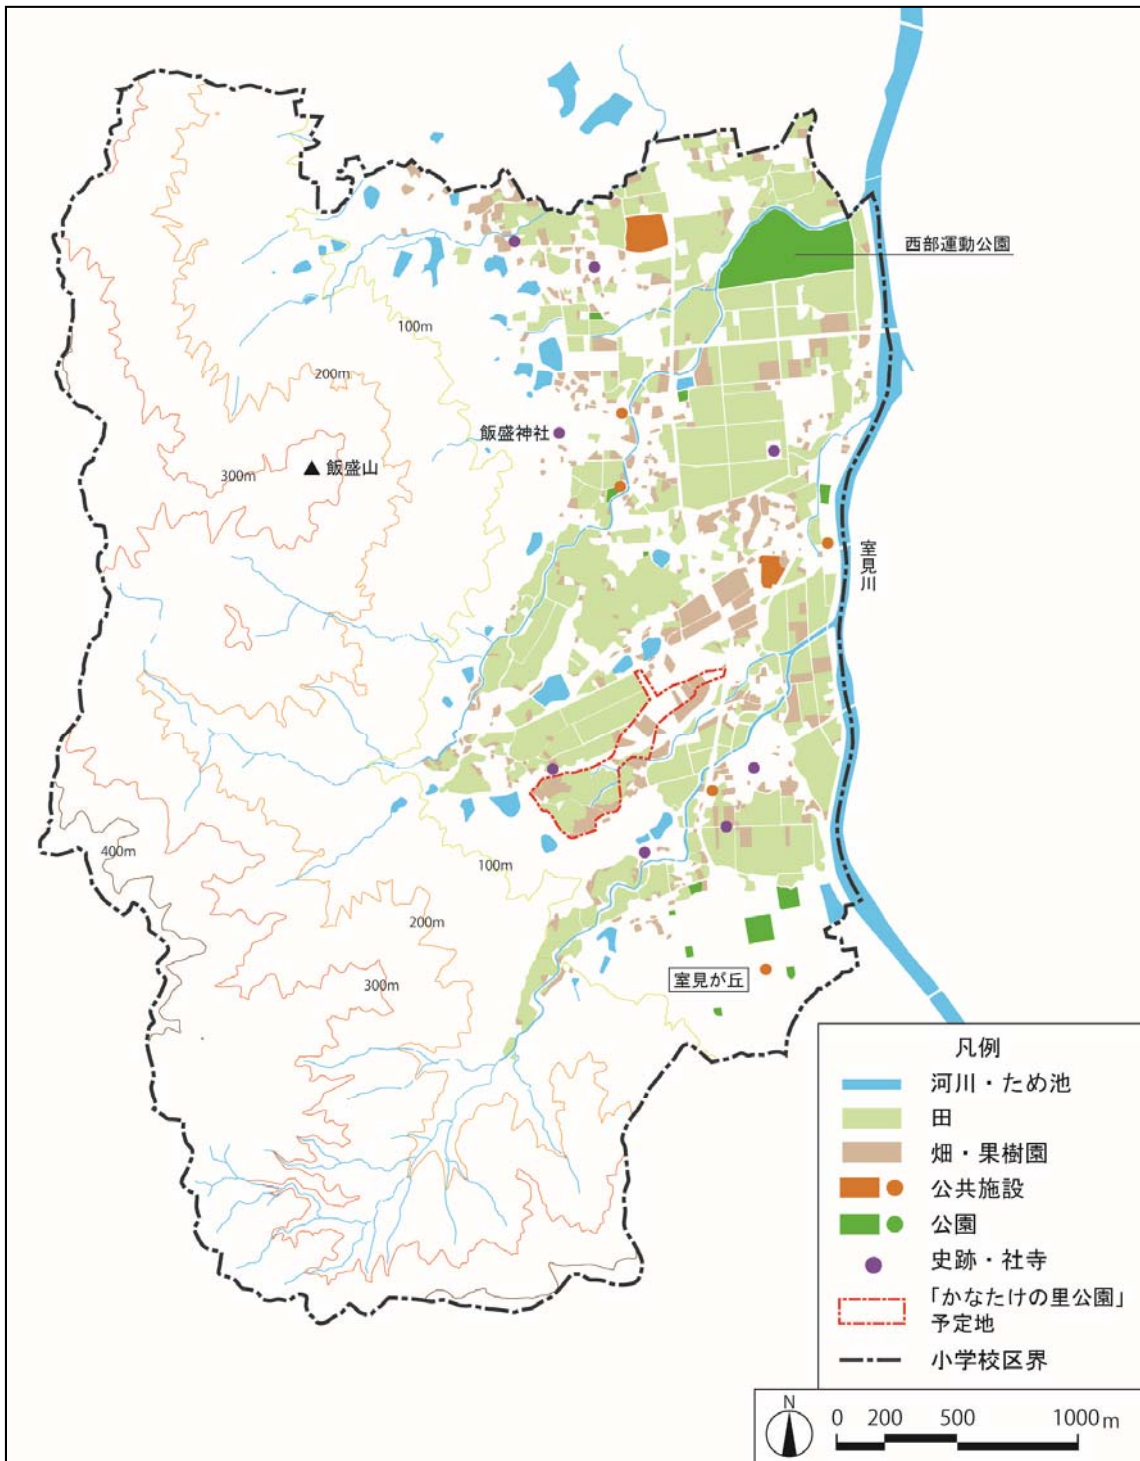 西部運動公園
100m
200m
飯盛神社
300m
飯盛山
室見川
400m
100m
200m
室見が丘
300m
凡例
河川・ため池
田
畑・果樹園
公共施設
公園
史跡・社寺
「かなたけの里公園」
予定地
小学校区界
N
0 200 500 1000m